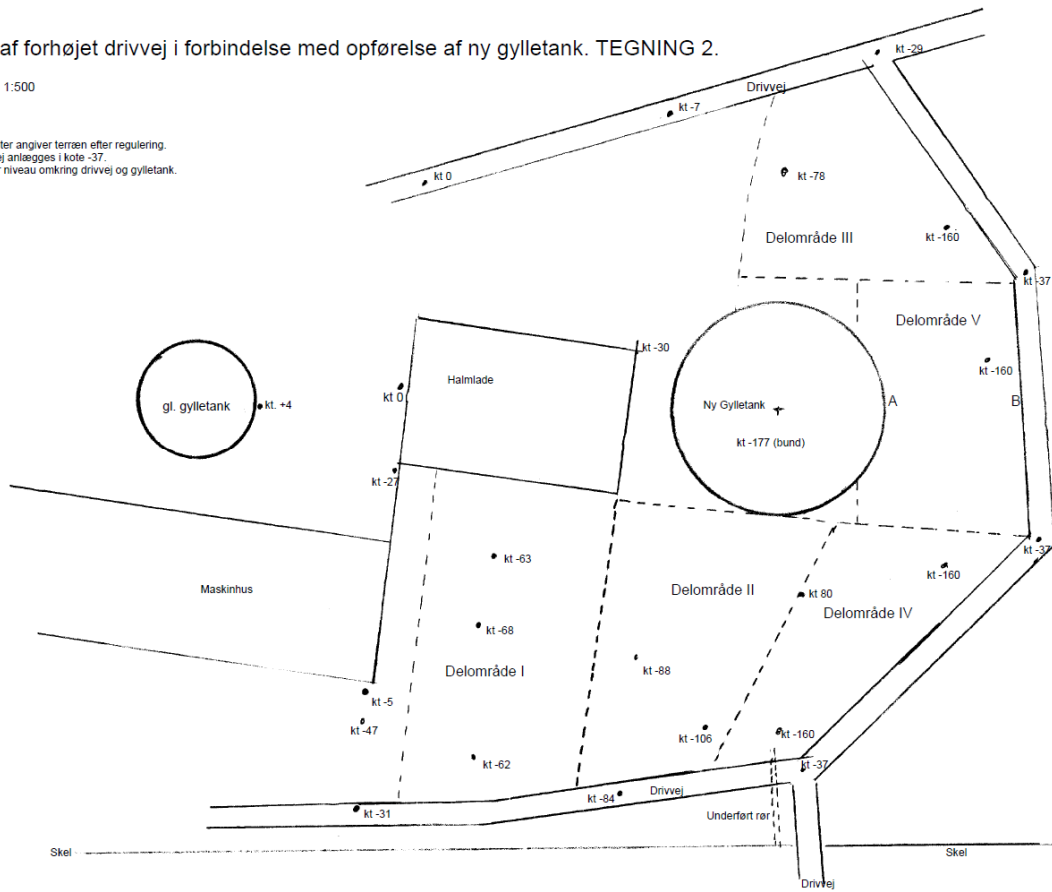 af forhøjet drivvej i forbindelse med opførelse af ny gylletank. TEGNING 2.
1:500
ter angiver terræn efter regulering.
ej anlægges i kote -37.
r niveau omkring drivvej og gylletank.
kt -29
Drivvej
kt -7
kt 0
kt -78
Delområde III
kt -160
kt -37
Delområde V
kt -30
kt -160
Halmlade
kt 0
gl. gylletank
kt. +4
Ny Gylletank
A
B
kt -177 (bund)
kt -27
kt -37
kt -63
kt -160
Maskinhus
Delområde II
kt 80
Delområde IV
kt -68
kt -88
Delområde I
kt -5
kt -47
kt -160
kt -106
kt -62
kt -37
Drivvej
kt -84
kt -31
Underført rør
Skel
Skel
Drivvej